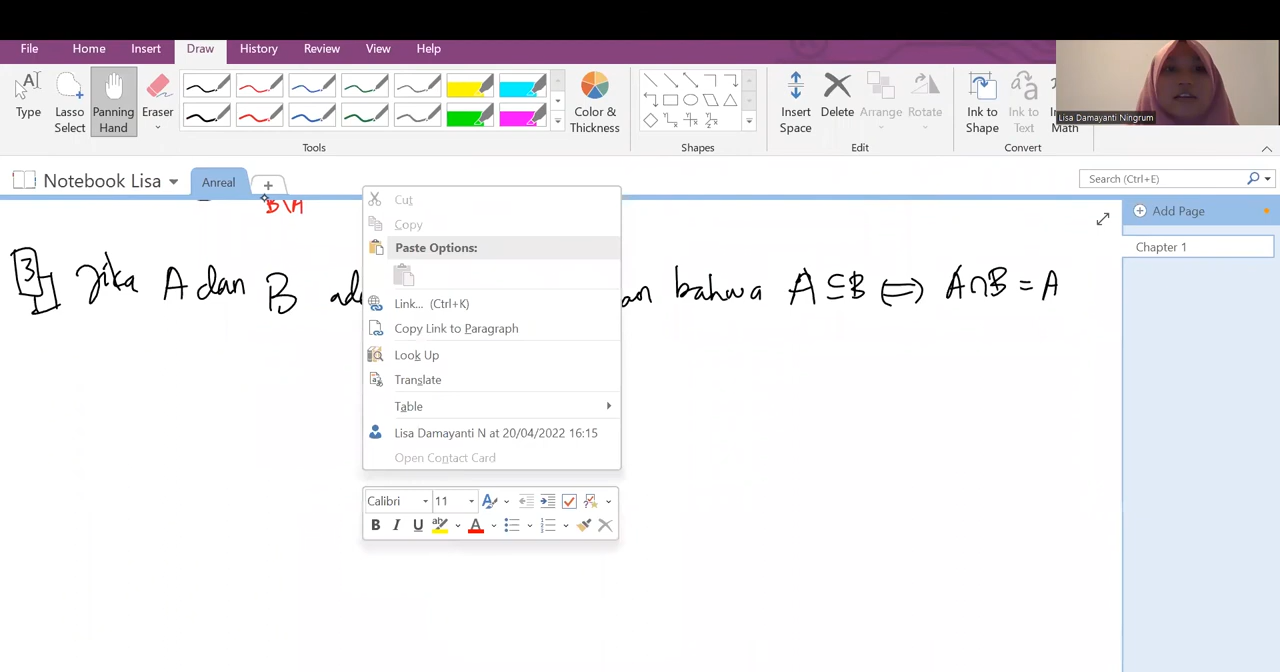 File Home Insert Draw History Review View Help
Type
Lasso Select
Panning Hand
Eraser
Color & Thickness
Insert Space
Delete
Arrange
Rotate
Ink to Shape
Ink to Text
Math
Tools
Shapes
Edit
Convert
Lisa Damayanti Ningrum
Notebook Lisa
Anreal
Search (Ctrl+E)
B\A
Add Page
Chapter 1
3 Jika A dan B bahwa A ⊆ B ⟺ A ∩ B = A
Cut
Copy
Paste Options:
Link... (Ctrl+K)
Copy Link to Paragraph
Look Up
Translate
Table
Lisa Damayanti N at 20/04/2022 16:15
Open Contact Card
Calibri 11
B I U ab A